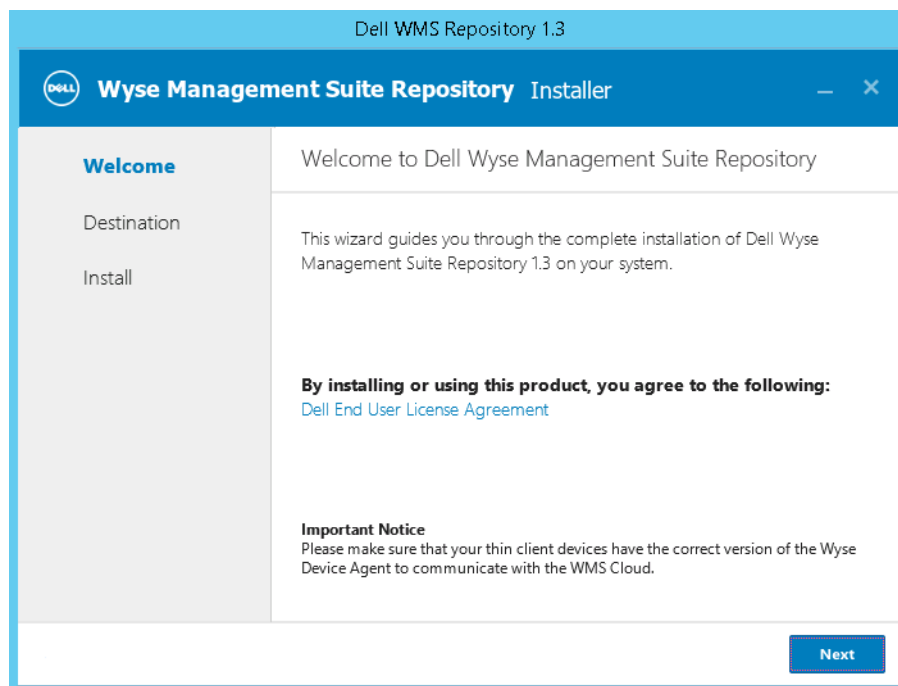 Dell WMS Repository 1.3
DELL
Wyse Management Suite Repository Installer
Welcome
Destination
Install
Welcome to Dell Wyse Management Suite Repository
This wizard guides you through the complete installation of Dell Wyse
Management Suite Repository 1.3 on your system.
By installing or using this product, you agree to the following:
Dell End User License Agreement
Important Notice
Please make sure that your thin client devices have the correct version of the Wyse
Device Agent to communicate with the WMS Cloud.
Next